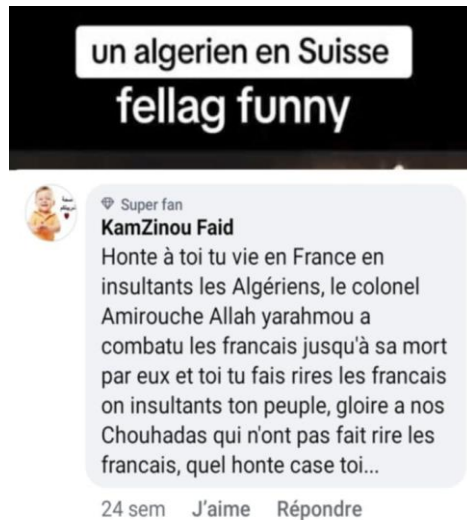 un algerien en Suisse
fellag funny
Super fan
KamZinou Faid
Honte à toi tu vie en France en
insultants les Algériens, le colonel
Amirouche Allah yarahmou a
combatu les francais jusqu'à sa mort
par eux et toi tu fais rires les francais
on insultants ton peuple, gloire a nos
Chouhadas qui n'ont pas fait rire les
francais, quel honte case toi...
24 sem J'aime Répondre